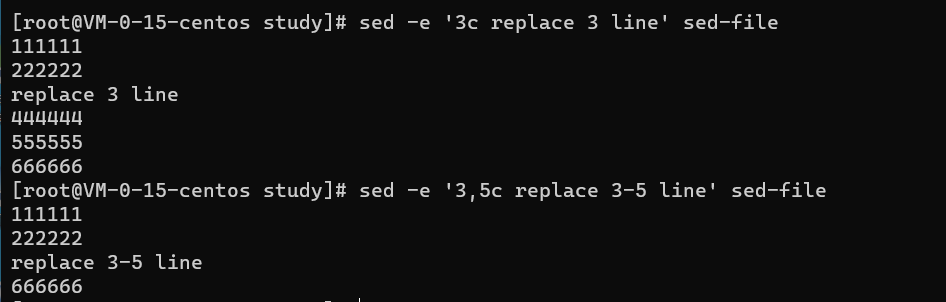 [root@VM-0-15-centos study]# sed -e '3c replace 3 line' sed-file
111111
222222
replace 3 line
444444
555555
666666
[root@VM-0-15-centos study]# sed -e '3,5c replace 3-5 line' sed-file
111111
222222
replace 3-5 line
666666